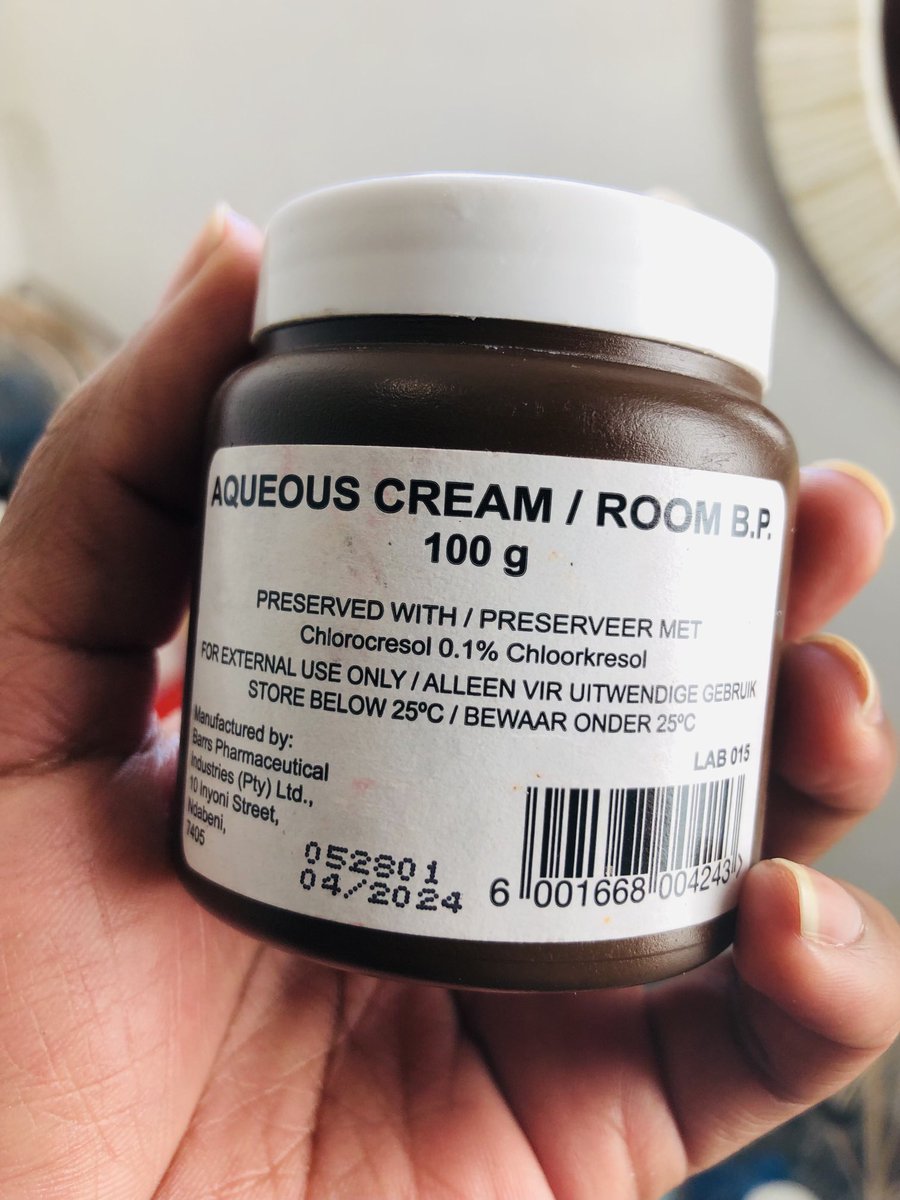 AQUEOUS CREAM / ROOM B.P.
100 g
PRESERVED WITH / PRESERVEER MET
Chlorocresol 0.1% Chloorkresol
FOR EXTERNAL USE ONLY / ALLEEN VIR UITWENDIGE GEBRUIK
STORE BELOW 25ºC / BEWAAR ONDER 25ºC
LAB 015
Manufactured by:
Barrs Pharmaceutical
Industries (Pty) Ltd.,
10 Inyoni Street,
Ndabeni,
7405
052801
04/2024
6 001668 004243 >